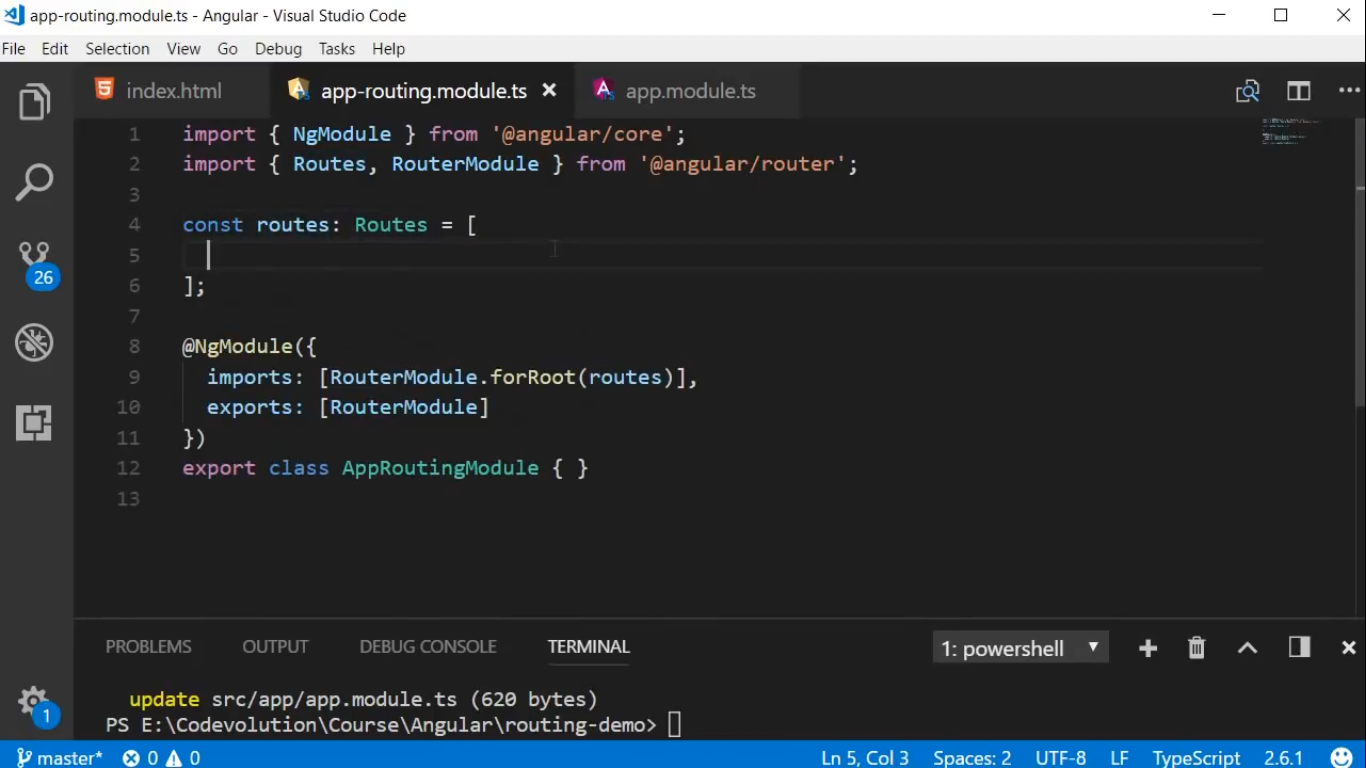 app-routing.module.ts - Angular - Visual Studio Code
File Edit Selection View Go Debug Tasks Help
index.html app-routing.module.ts app.module.ts
1 import { NgModule } from '@angular/core';
2 import { Routes, RouterModule } from '@angular/router';
3
4 const routes: Routes = [
5
6 ];
7
8 @NgModule({
9   imports: [RouterModule.forRoot(routes)],
10   exports: [RouterModule]
11 })
12 export class AppRoutingModule { }
13
26
1
PROBLEMS OUTPUT DEBUG CONSOLE TERMINAL 1: powershell
update src/app/app.module.ts (620 bytes)
PS E:\Codevolution\Course\Angular\routing-demo>
master* 0 0 Ln 5, Col 3 Spaces: 2 UTF-8 LF TypeScript 2.6.1